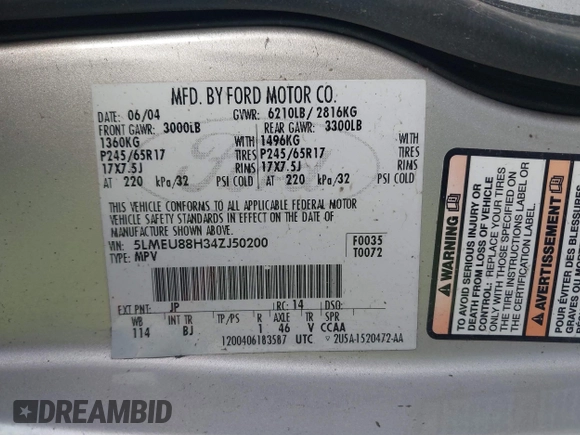 MFD. BY FORD MOTOR CO.
DATE: 06/04 GVWR: 6210LB/ 2816KG
FRONT GAWR: 3000LB REAR GAWR: 3300LB
1360KG WITH 1496KG WITH
P245/65R17 TIRES P245/65R17 TIRES
17X7.5J RIMS 17X7.5J RIMS
AT 220 kPa/32 PSI COLD AT 220 kPa/32 PSI COLD
THIS VEHICLE CONFORMS TO ALL APPLICABLE FEDERAL MOTOR
VEHICLE SAFETY STANDARDS IN EFFECT ON THE DATE OF
MANUFACTURE SHOWN ABOVE.
VIN: 5LMEU88H34ZJ50200 F0035
TYPE: MPV T0072
EXT PNT: JP RC: 14 DSO:
WB INT TR TP/PS R AX TR SPR
114 BJ 1 46 V CCAA
1200406183587 UTC 2U5A-1520472-AA
WARNING
TO AVOID SERIOUS INJURY OR
DEATH OR LOSS OF VEHICLE
CONTROL: REPLACE YOUR TIRES
WITH THOSE MEETING
THE TIRE INSTRUCTIONS ON THE
CERTIFICATION LABEL
POUR ÉVITER DES BLESSURES
DREAMBID